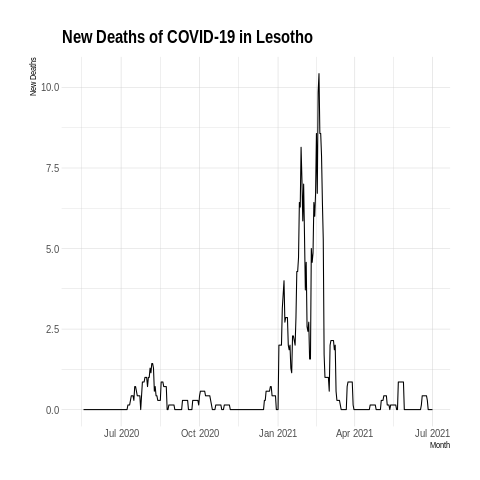 New Deaths of COVID-19 in Lesotho
New Deaths
10.0
7.5
5.0
2.5
0.0
Jul 2020 Oct 2020 Jan 2021 Apr 2021 Jul 2021
Month